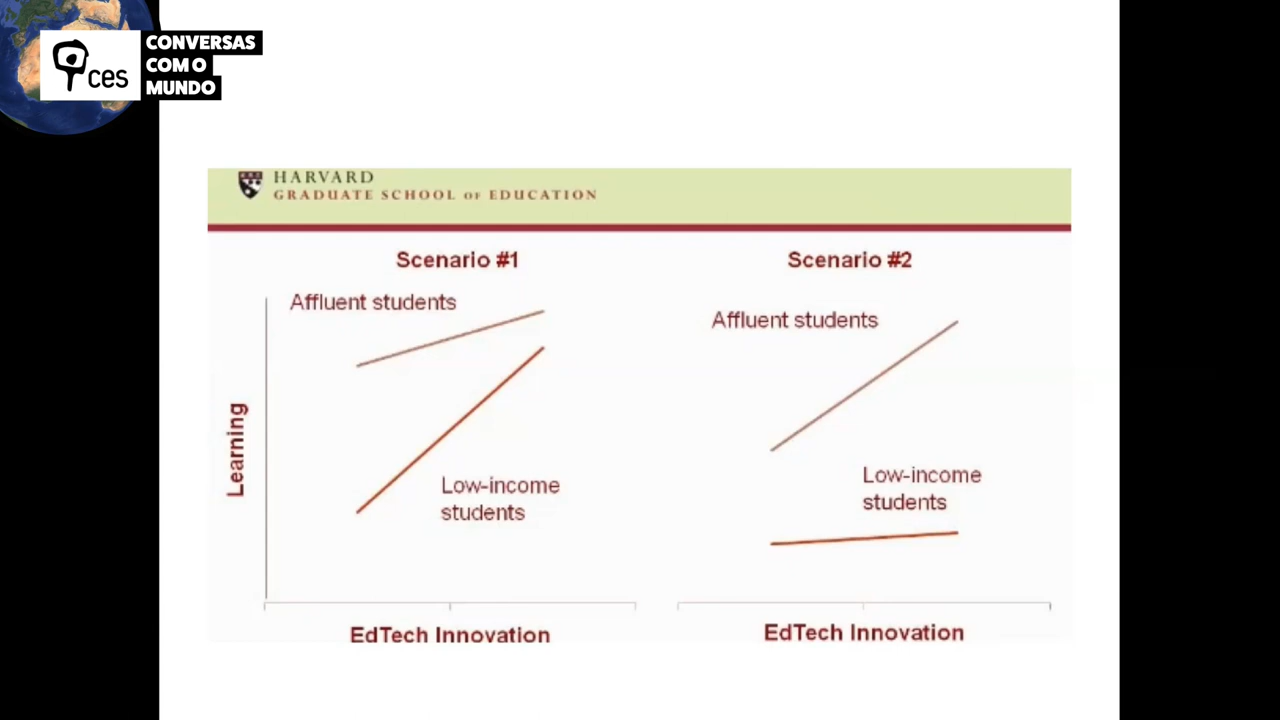 ces
CONVERSAS
COM O
MUNDO
HARVARD
GRADUATE SCHOOL OF EDUCATION
Scenario #1
Scenario #2
Affluent students
Affluent students
Learning
Low-income
students
Low-income
students
EdTech Innovation
EdTech Innovation